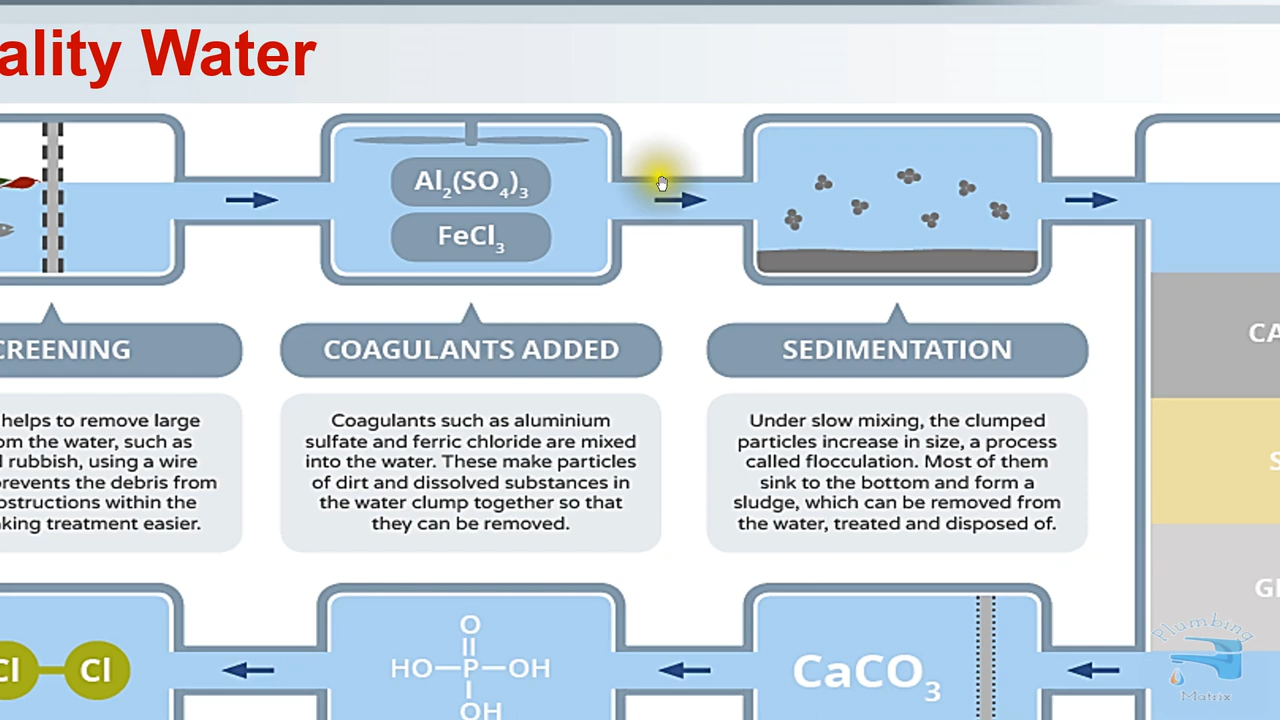 ality Water
Al2(SO4)3
FeCl3
CREENING
COAGULANTS ADDED
SEDIMENTATION
CA
S
GI
helps to remove large
om the water, such as
l rubbish, using a wire
prevents the debris from
bstructions within the
king treatment easier.
Coagulants such as aluminium
sulfate and ferric chloride are mixed
into the water. These make particles
of dirt and dissolved substances in
the water clump together so that
they can be removed.
Under slow mixing, the clumped
particles increase in size, a process
called flocculation. Most of them
sink to the bottom and form a
sludge, which can be removed from
the water, treated and disposed of.
Cl Cl
O
HO P OH
OH
CaCO3
Plumbing
Matrix